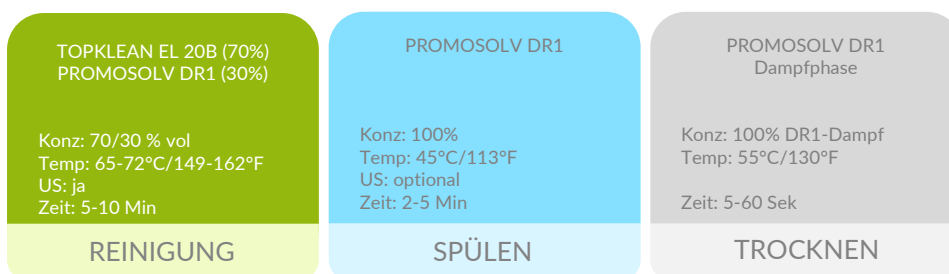 TOPKLEAN EL 20B (70%)
PROMOSOLV DR1 (30%)
Konz: 70/30 % vol
Temp: 65-72°C/149-162°F
US: ja
Zeit: 5-10 Min
REINIGUNG
PROMOSOLV DR1
Konz: 100%
Temp: 45°C/113°F
US: optional
Zeit: 2-5 Min
SPÜLEN
PROMOSOLV DR1
Dampfphase
Konz: 100% DR1-Dampf
Temp: 55°C/130°F
Zeit: 5-60 Sek
TROCKNEN